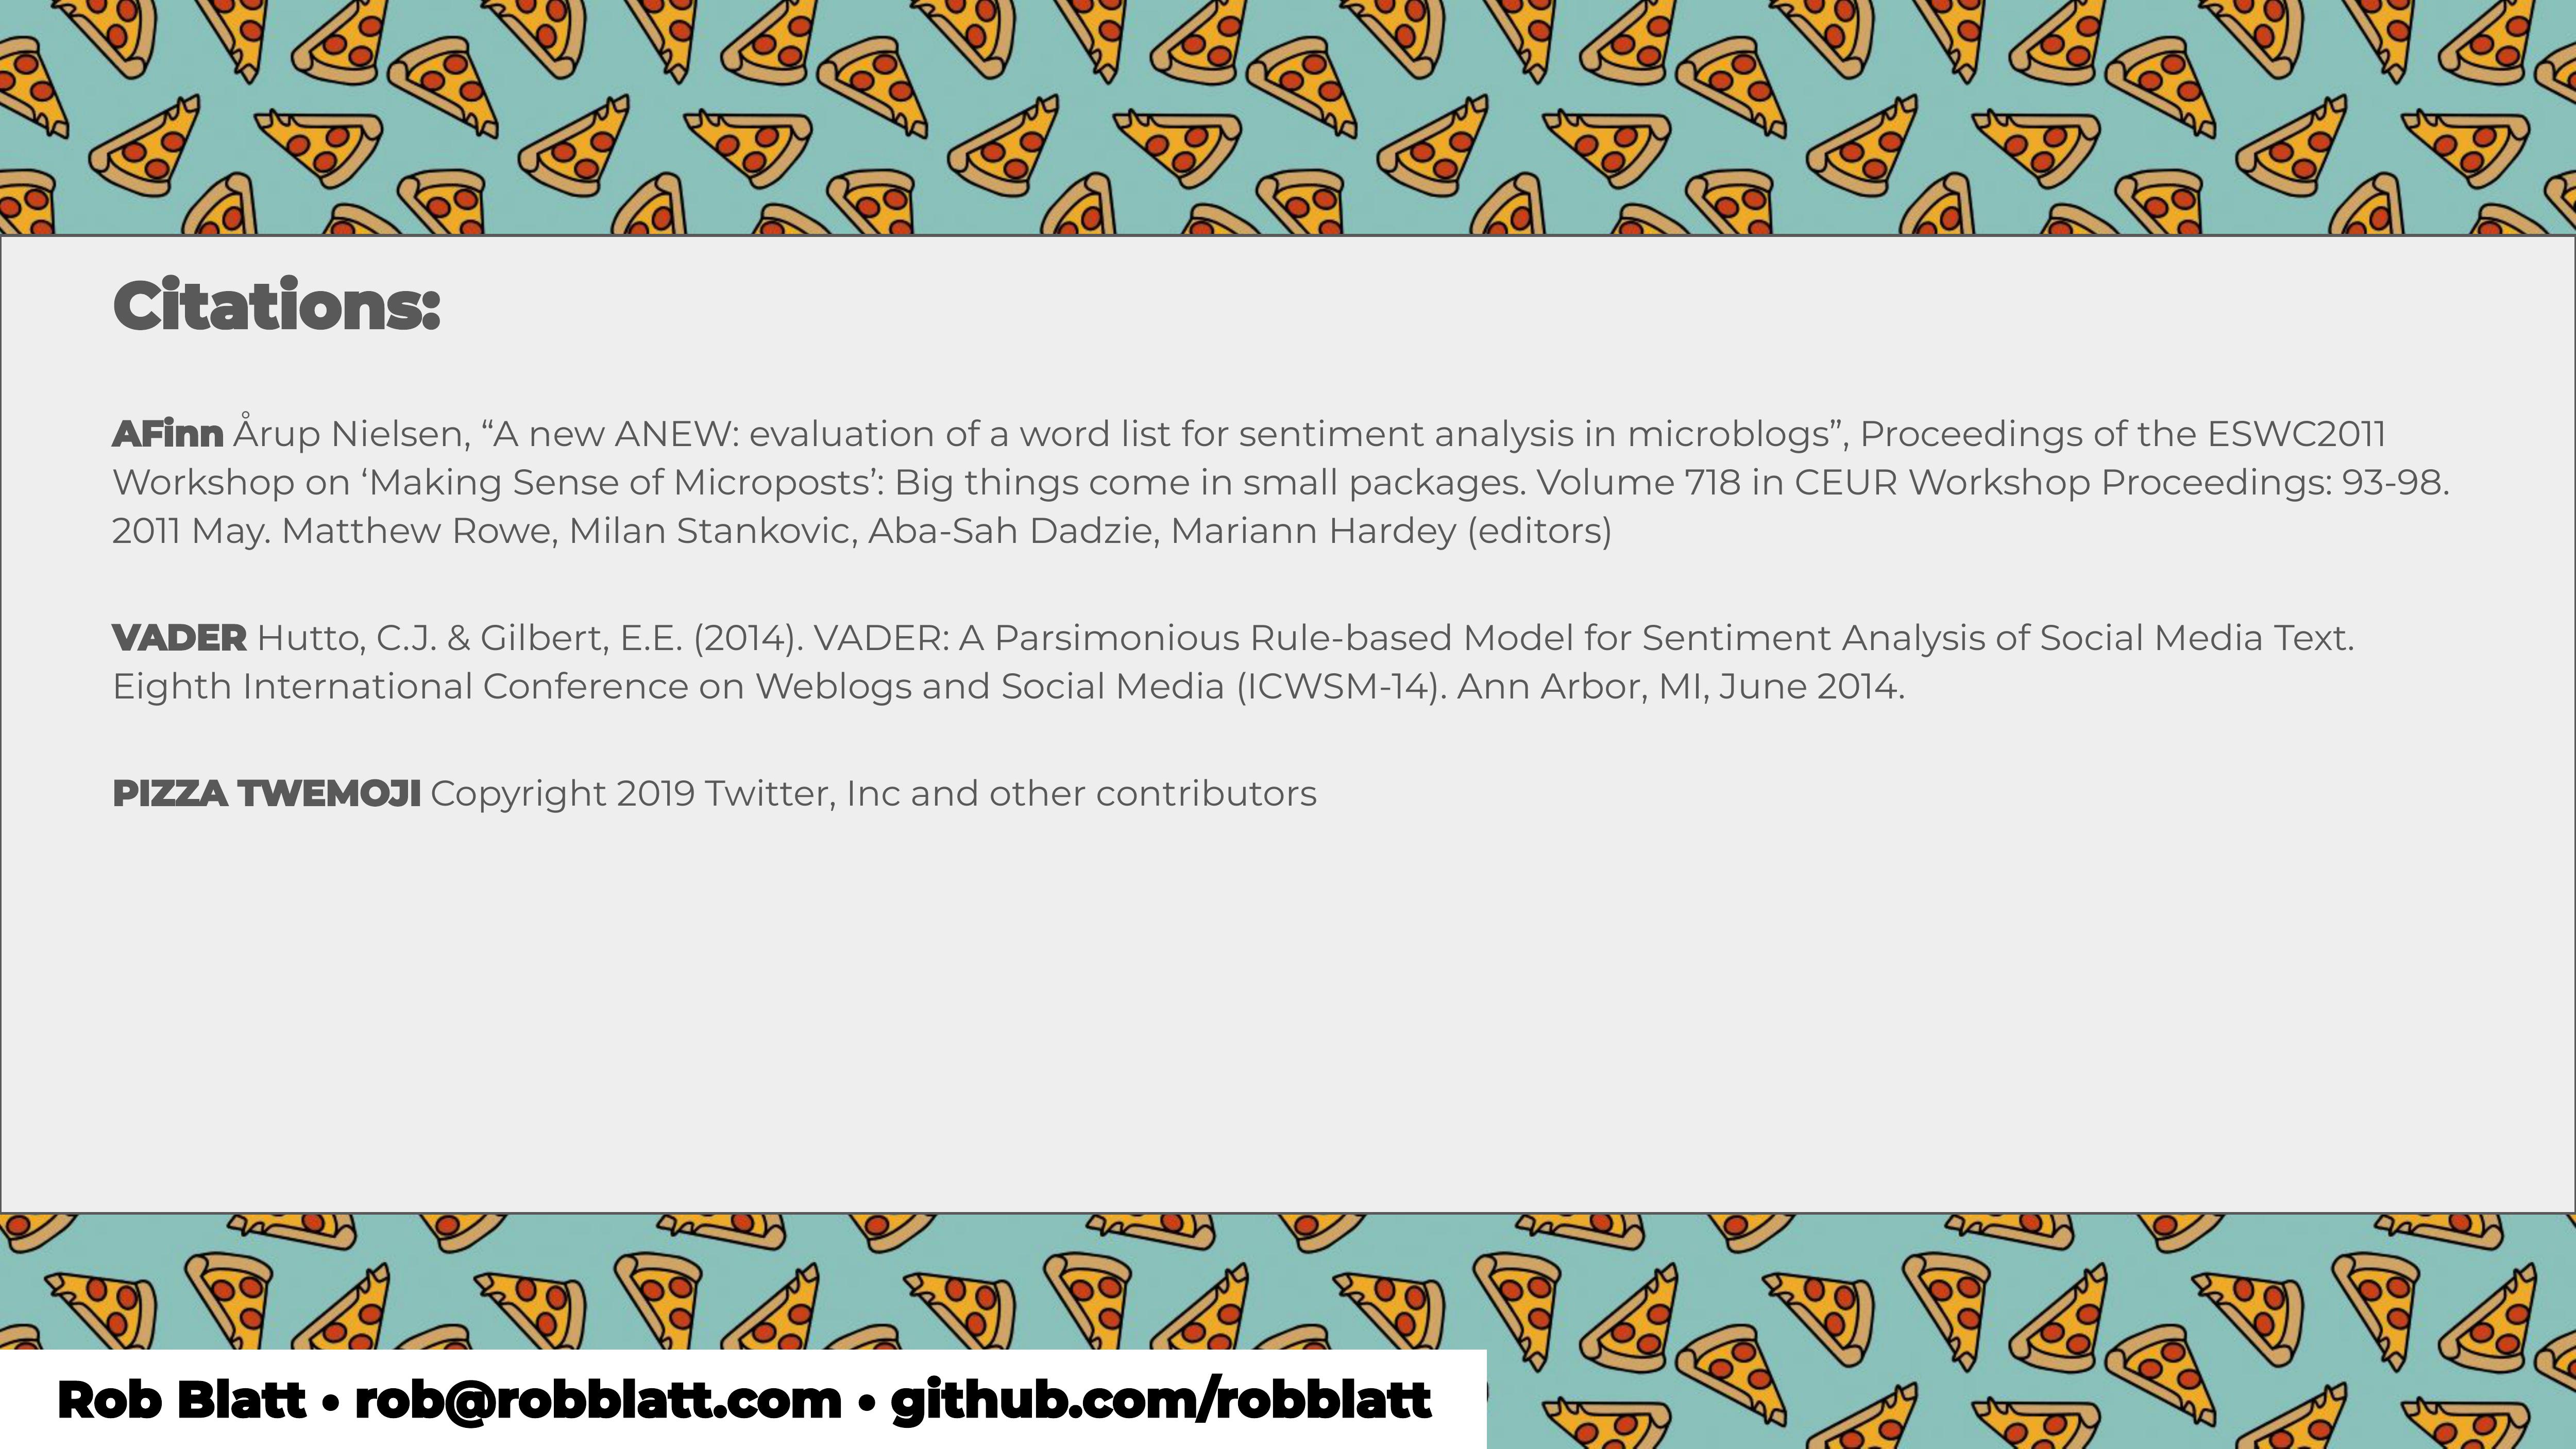 Citations:
AFinn Årup Nielsen, “A new ANEW: evaluation of a word list for sentiment analysis in microblogs”, Proceedings of the ESWC2011
Workshop on ‘Making Sense of Microposts’: Big things come in small packages. Volume 718 in CEUR Workshop Proceedings: 93-98.
2011 May. Matthew Rowe, Milan Stankovic, Aba-Sah Dadzie, Mariann Hardey (editors)
VADER Hutto, C.J. & Gilbert, E.E. (2014). VADER: A Parsimonious Rule-based Model for Sentiment Analysis of Social Media Text.
Eighth International Conference on Weblogs and Social Media (ICWSM-14). Ann Arbor, MI, June 2014.
PIZZA TWEMOJI Copyright 2019 Twitter, Inc and other contributors
Rob Blatt • rob@robblatt.com • github.com/robblatt